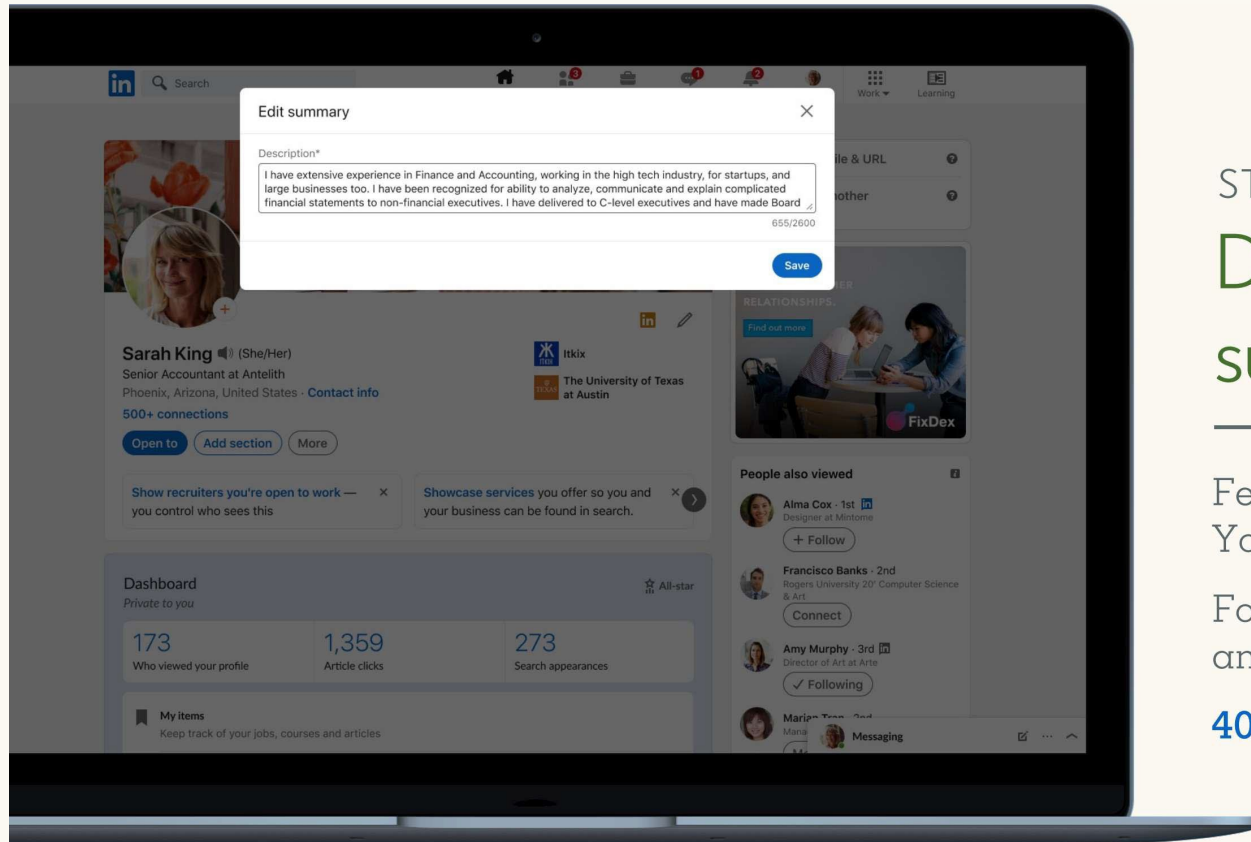 in
Search
3
1
2
Work
Learning
Edit summary
Description*
I have extensive experience in Finance and Accounting, working in the high tech industry, for startups, and
large businesses too. I have been recognized for ability to analyze, communicate and explain complicated
financial statements to non-financial executives. I have delivered to C-level executives and have made Board
655/2600
Save
ile & URL
nother
ER
RELATIONSHIPS.
Find out more
FixDex
in
Sarah King (She/Her)
Senior Accountant at Antelith
Phoenix, Arizona, United States · Contact info
500+ connections
Open to
Add section
More
Itkix
The University of Texas
at Austin
Show recruiters you're open to work —
you control who sees this
Showcase services you offer so you and
your business can be found in search.
Dashboard
Private to you
All-star
173
Who viewed your profile
1,359
Article clicks
273
Search appearances
My items
Keep track of your jobs, courses and articles
People also viewed
Alma Cox · 1st in
Designer at Mintome
+ Follow
Francisco Banks · 2nd
Rogers University 20' Computer Science
& Art
Connect
Amy Murphy · 3rd in
Director of Art at Arte
✓ Following
Messaging
ST
D
su
Fe
Yo
Fo
an
40